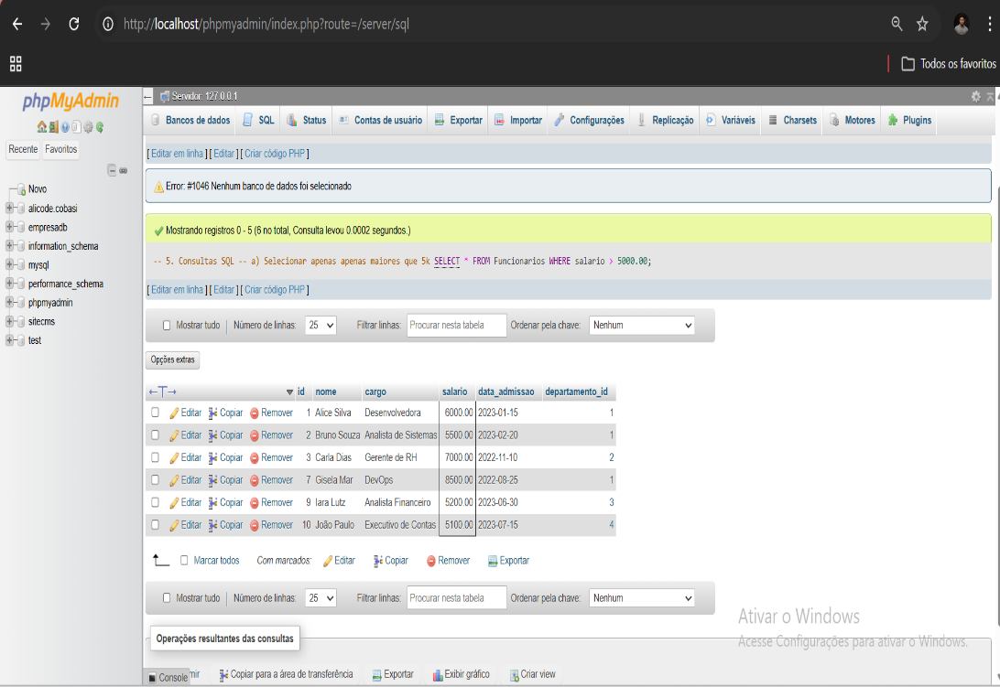 http://localhost/phpmyadmin/index.php?route=/server/sql
Todos os favoritos
phpMyAdmin
Recente Favoritos
Novo
alicode.cobasi
empresadb
information_schema
mysql
performance_schema
phpmyadmin
sitecms
test
Servidor: 127.0.0.1
Bancos de dados SQL Status Contas de usuário Exportar Importar Configurações Replicação Variáveis Charsets Motores Plugins
[ Editar em linha ] [ Editar ] [ Criar código PHP ]
Error: #1046 Nenhum banco de dados foi selecionado
Mostrando registros 0 - 5 (6 no total, Consulta levou 0.0002 segundos.)
-- 5. Consultas SQL -- a) Selecionar apenas apenas maiores que 5k SELECT * FROM Funcionarios WHERE salario > 5000.00;
[ Editar em linha ] [ Editar ] [ Criar código PHP ]
Mostrar tudo Número de linhas: 25 Filtrar linhas: Procurar nesta tabela Ordenar pela chave: Nenhum
Opções extras
id nome cargo salario data_admissao departamento_id
Editar Copiar Remover 1 Alice Silva Desenvolvedora 6000.00 2023-01-15 1
Editar Copiar Remover 2 Bruno Souza Analista de Sistemas 5500.00 2023-02-20 1
Editar Copiar Remover 3 Carla Dias Gerente de RH 7000.00 2022-11-10 2
Editar Copiar Remover 7 Gisela Mar DevOps 8500.00 2022-08-25 1
Editar Copiar Remover 9 Iara Lutz Analista Financeiro 5200.00 2023-06-30 3
Editar Copiar Remover 10 João Paulo Executivo de Contas 5100.00 2023-07-15 4
Marcar todos Com marcados: Editar Copiar Remover Exportar
Mostrar tudo Número de linhas: 25 Filtrar linhas: Procurar nesta tabela Ordenar pela chave: Nenhum
Operações resultantes das consultas
Console mir Copiar para a área de transferência Exportar Exibir gráfico Criar view
Ativar o Windows
Acesse Configurações para ativar o Windows.